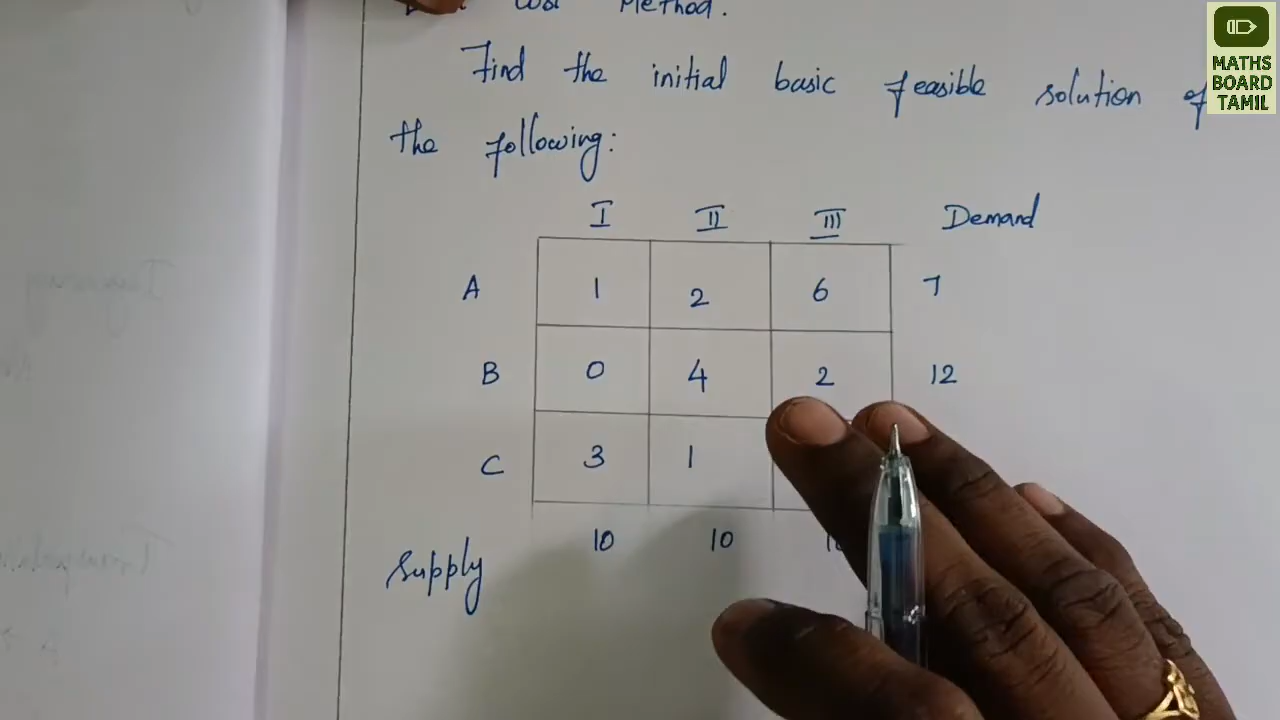 Cost Method.
Find the initial basic feasible solution of
the following:
I II III Demand
A 1 2 6 7
B 0 4 2 12
C 3 1
10 10
Supply
MATHS
BOARD
TAMIL